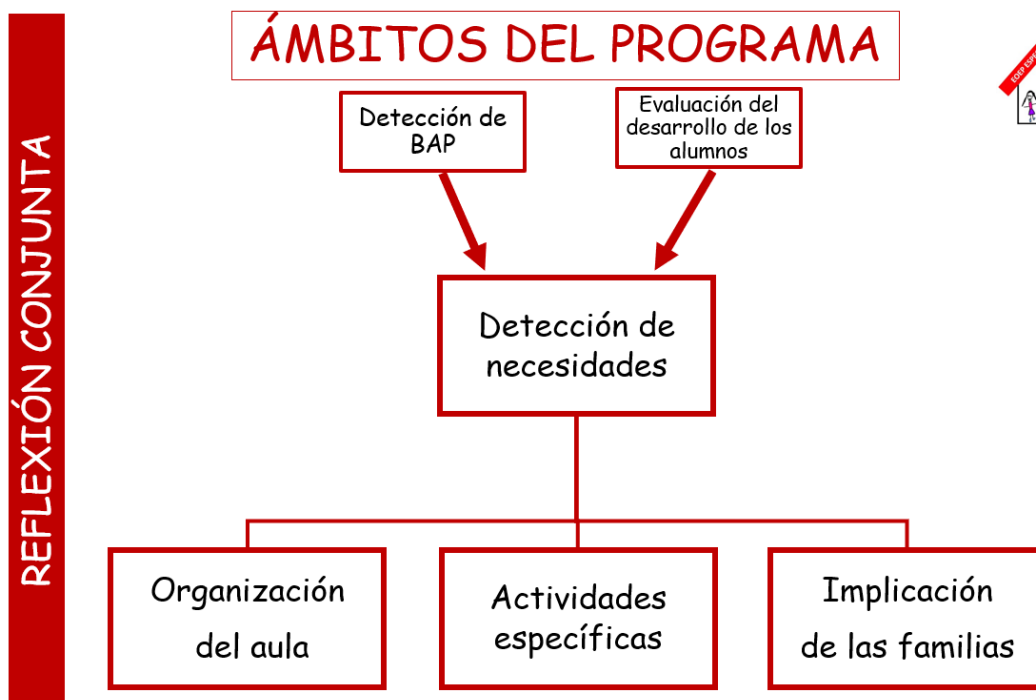 ÁMBITOS DEL PROGRAMA
REFLEXIÓN CONJUNTA
Detección de
BAP
Evaluación del
desarrollo de los
alumnos
Detección de
necesidades
Organización
del aula
Actividades
específicas
Implicación
de las familias
EOEP